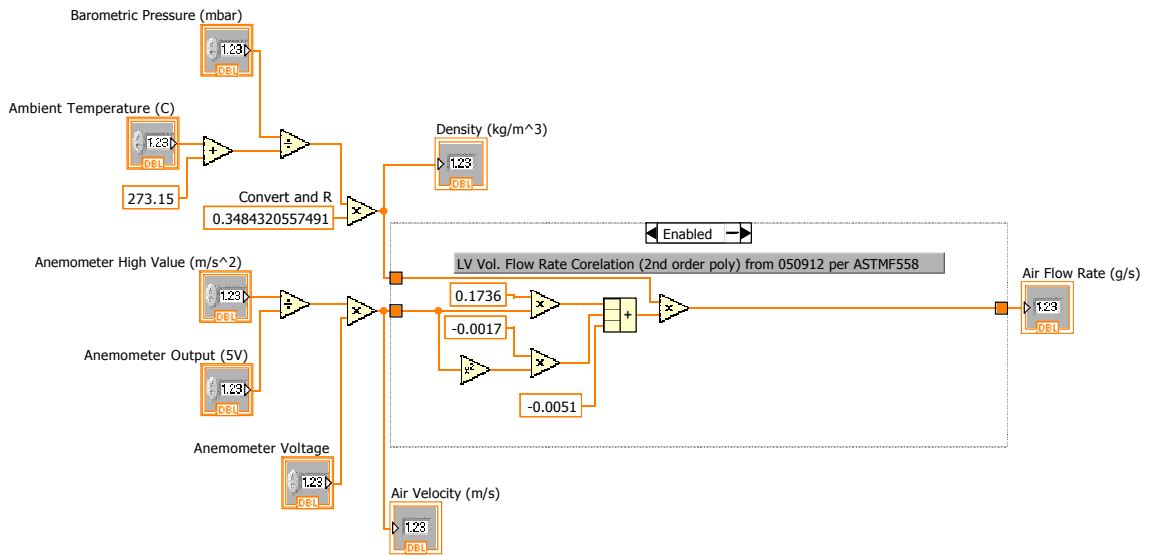 Barometric Pressure (mbar)
1.23
DBL
Ambient Temperature (C)
1.23
DBL
+
÷
273.15
Density (kg/m^3)
1.23
DBL
Convert and R
0.3484320557491
x
Enabled
LV Vol. Flow Rate Corelation (2nd order poly) from 050912 per ASTMF558
Anemometer High Value (m/s^2)
1.23
DBL
÷
x
0.1736
x
+
x
Air Flow Rate (g/s)
1.23
DBL
-0.0017
x²
x
-0.0051
Anemometer Output (5V)
1.23
DBL
Anemometer Voltage
1.23
DBL
Air Velocity (m/s)
1.23
DBL